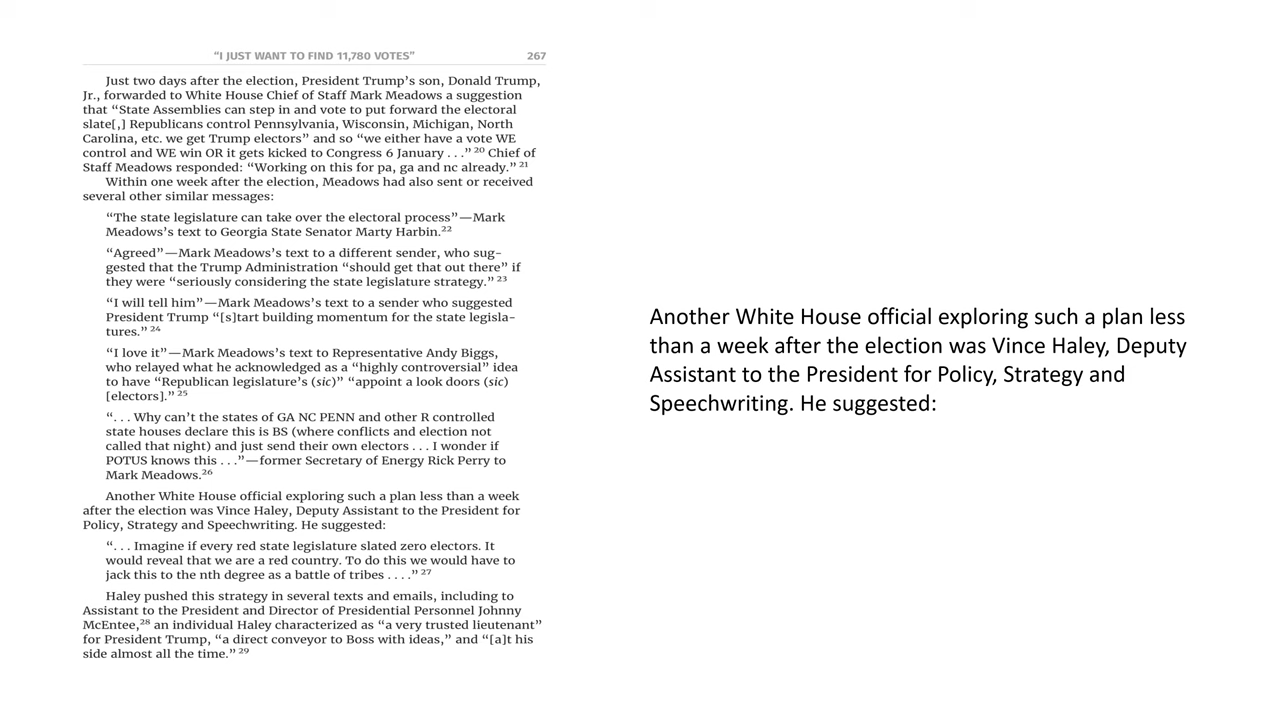 “I JUST WANT TO FIND 11,780 VOTES” 267
Just two days after the election, President Trump’s son, Donald Trump,
Jr., forwarded to White House Chief of Staff Mark Meadows a suggestion
that “State Assemblies can step in and vote to put forward the electoral
slate[,] Republicans control Pennsylvania, Wisconsin, Michigan, North
Carolina, etc. we get Trump electors” and so “we either have a vote WE
control and WE win OR it gets kicked to Congress 6 January . . .” 20 Chief of
Staff Meadows responded: “Working on this for pa, ga and nc already.” 21
Within one week after the election, Meadows had also sent or received
several other similar messages:
“The state legislature can take over the electoral process”—Mark
Meadows’s text to Georgia State Senator Marty Harbin.22
“Agreed”—Mark Meadows’s text to a different sender, who sug-
gested that the Trump Administration “should get that out there” if
they were “seriously considering the state legislature strategy.” 23
“I will tell him”—Mark Meadows’s text to a sender who suggested
President Trump “[s]tart building momentum for the state legisla-
tures.” 24
“I love it”—Mark Meadows’s text to Representative Andy Biggs,
who relayed what he acknowledged as a “highly controversial” idea
to have “Republican legislature’s (sic)” “appoint a look doors (sic)
[electors].” 25
“. . . Why can’t the states of GA NC PENN and other R controlled
state houses declare this is BS (where conflicts and election not
called that night) and just send their own electors . . . I wonder if
POTUS knows this . . .”—former Secretary of Energy Rick Perry to
Mark Meadows.26
Another White House official exploring such a plan less than a week
after the election was Vince Haley, Deputy Assistant to the President for
Policy, Strategy and Speechwriting. He suggested:
“. . . Imagine if every red state legislature slated zero electors. It
would reveal that we are a red country. To do this we would have to
jack this to the nth degree as a battle of tribes . . . .” 27
Haley pushed this strategy in several texts and emails, including to
Assistant to the President and Director of Presidential Personnel Johnny
McEntee,28 an individual Haley characterized as “a very trusted lieutenant”
for President Trump, “a direct conveyor to Boss with ideas,” and “[a]t his
side almost all the time.” 29
Another White House official exploring such a plan less
than a week after the election was Vince Haley, Deputy
Assistant to the President for Policy, Strategy and
Speechwriting. He suggested: